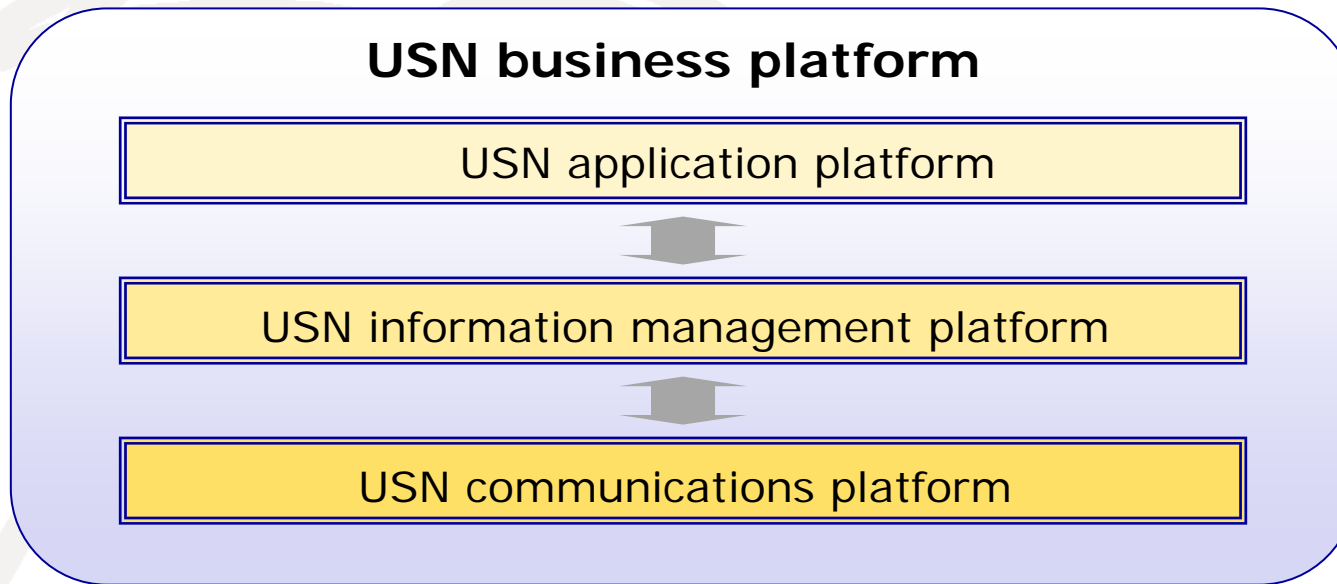 USN business platform
USN application platform
USN information management platform
USN communications platform